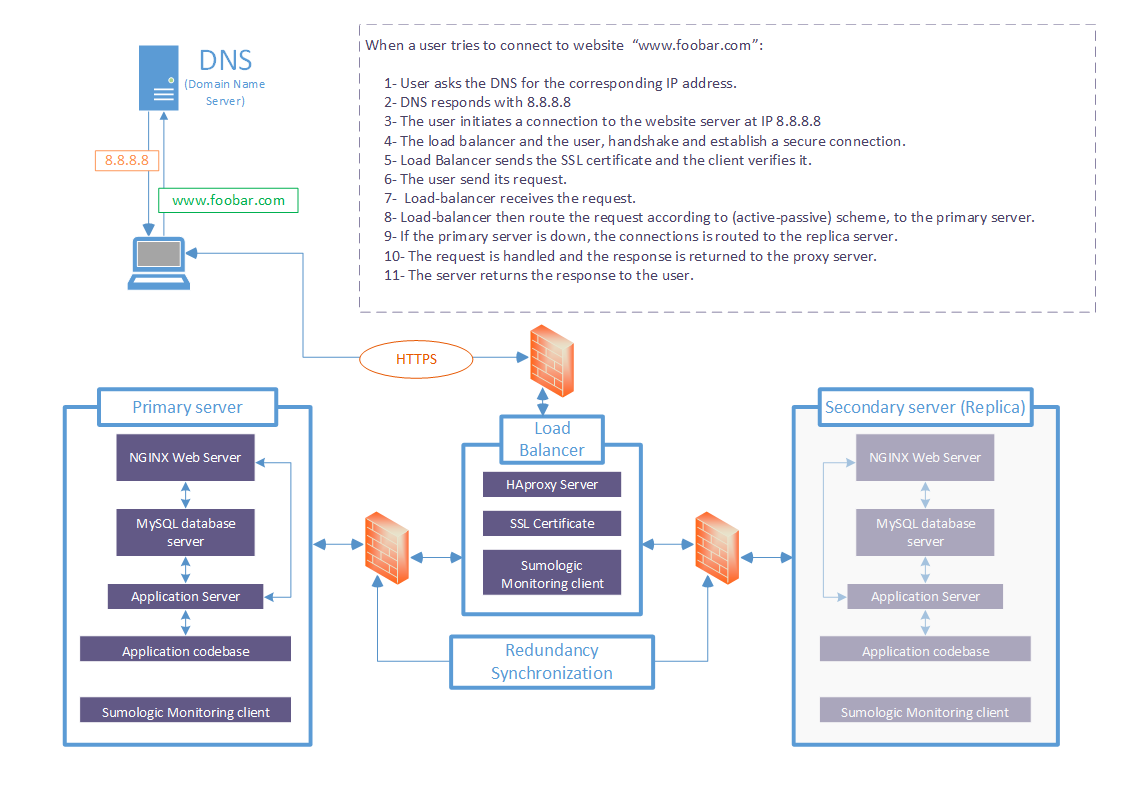 DNS
(Domain Name
Server)
When a user tries to connect to website “www.foobar.com”:
1- User asks the DNS for the corresponding IP address.
2- DNS responds with 8.8.8.8
3- The user initiates a connection to the website server at IP 8.8.8.8
4- The load balancer and the user, handshake and establish a secure connection.
5- Load Balancer sends the SSL certificate and the client verifies it.
6- The user send its request.
7- Load-balancer receives the request.
8- Load-balancer then route the request according to (active-passive) scheme, to the primary server.
9- If the primary server is down, the connections is routed to the replica server.
10- The request is handled and the response is returned to the proxy server.
11- The server returns the response to the user.
8.8.8.8
www.foobar.com
HTTPS
Primary server
NGINX Web Server
MySQL database
server
Application Server
Application codebase
Sumologic Monitoring client
Load
Balancer
HAproxy Server
SSL Certificate
Sumologic
Monitoring client
Redundancy
Synchronization
Secondary server (Replica)
NGINX Web Server
MySQL database
server
Application Server
Application codebase
Sumologic Monitoring client